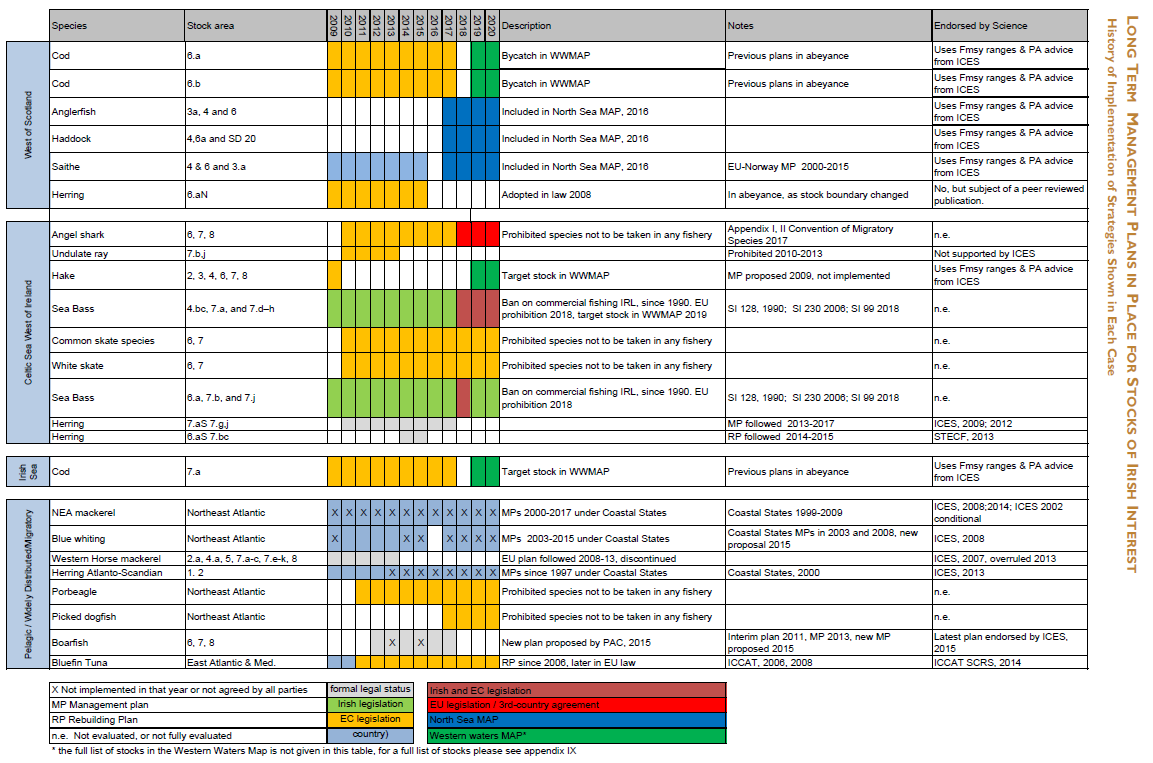 LONG TERM MANAGEMENT PLANS IN PLACE FOR STOCKS OF IRISH INTEREST
History of Implementation of Strategies Shown in Each Case
Species Stock area 2009 2010 2011 2012 2013 2014 2015 2016 2017 2018 2019 2020 Description Notes Endorsed by Science
West of Scotland
Cod 6.a Bycatch in WWMAP Previous plans in abeyance Uses Fmsy ranges & PA advice
from ICES
Cod 6.b Bycatch in WWMAP Previous plans in abeyance Uses Fmsy ranges & PA advice
from ICES
Anglerfish 3a, 4 and 6 Included in North Sea MAP, 2016 Uses Fmsy ranges & PA advice
from ICES
Haddock 4,6a and SD 20 Included in North Sea MAP, 2016 Uses Fmsy ranges & PA advice
from ICES
Saithe 4 & 6 and 3.a Included in North Sea MAP, 2016 EU-Norway MP 2000-2015 Uses Fmsy ranges & PA advice
from ICES
Herring 6.aN Adopted in law 2008 In abeyance, as stock boundary changed No, but subject of a peer reviewed
publication.
Celtic Sea West of Ireland
Angel shark 6, 7, 8 Prohibited species not to be taken in any fishery Appendix I, II Convention of Migratory
Species 2017 n.e.
Undulate ray 7.b,j Prohibited 2010-2013 Not supported by ICES
Hake 2, 3, 4, 6, 7, 8 Target stock in WWMAP MP proposed 2009, not implemented Uses Fmsy ranges & PA advice
from ICES
Sea Bass 4.bc, 7.a, and 7.d–h Ban on commercial fishing IRL, since 1990. EU
prohibition 2018, target stock in WWMAP 2019 SI 128, 1990; SI 230 2006; SI 99 2018 n.e.
Common skate species 6, 7 Prohibited species not to be taken in any fishery n.e.
White skate 6, 7 Prohibited species not to be taken in any fishery n.e.
Sea Bass 6.a, 7.b, and 7.j Ban on commercial fishing IRL, since 1990. EU
prohibition 2018 SI 128, 1990; SI 230 2006; SI 99 2018 n.e.
Herring 7.aS 7.g,j MP followed 2013-2017 ICES, 2009; 2012
Herring 6.aS 7.bc RP followed 2014-2015 STECF, 2013
Irish
Sea
Cod 7.a Target stock in WWMAP Previous plans in abeyance Uses Fmsy ranges & PA advice
from ICES
Pelagic / Widely Distributed/Migratory
NEA mackerel Northeast Atlantic X X X X X X X X X X X X MPs 2000-2017 under Coastal States Coastal States 1999-2009 ICES, 2008;2014; ICES 2002
conditional
Blue whiting Northeast Atlantic X X X X X X X MPs 2003-2015 under Coastal States Coastal States MPs in 2003 and 2008, new
proposal 2015 ICES, 2008
Western Horse mackerel 2.a, 4.a, 5, 7.a-c, 7.e-k, 8 EU plan followed 2008-13, discontinued ICES, 2007, overruled 2013
Herring Atlanto-Scandian 1. 2 X X X X X X X X MPs since 1997 under Coastal States Coastal States, 2000 ICES, 2013
Porbeagle Northeast Atlantic Prohibited species not to be taken in any fishery n.e.
Picked dogfish Northeast Atlantic Prohibited species not to be taken in any fishery n.e.
Boarfish 6, 7, 8 X X New plan proposed by PAC, 2015 Interim plan 2011, MP 2013, new MP
proposed 2015 Latest plan endorsed by ICES,
2015
Bluefin Tuna East Atlantic & Med. RP since 2006, later in EU law ICCAT, 2006, 2008 ICCAT SCRS, 2014
X Not implemented in that year or not agreed by all parties formal legal status Irish and EC legislation
MP Management plan Irish legislation EU legislation / 3rd-country agreement
RP Rebuilding Plan EC legislation North Sea MAP
n.e. Not evaluated, or not fully evaluated country) Western waters MAP*
* the full list of stocks in the Western Waters Map is not given in this table, for a full list of stocks please see appendix IX